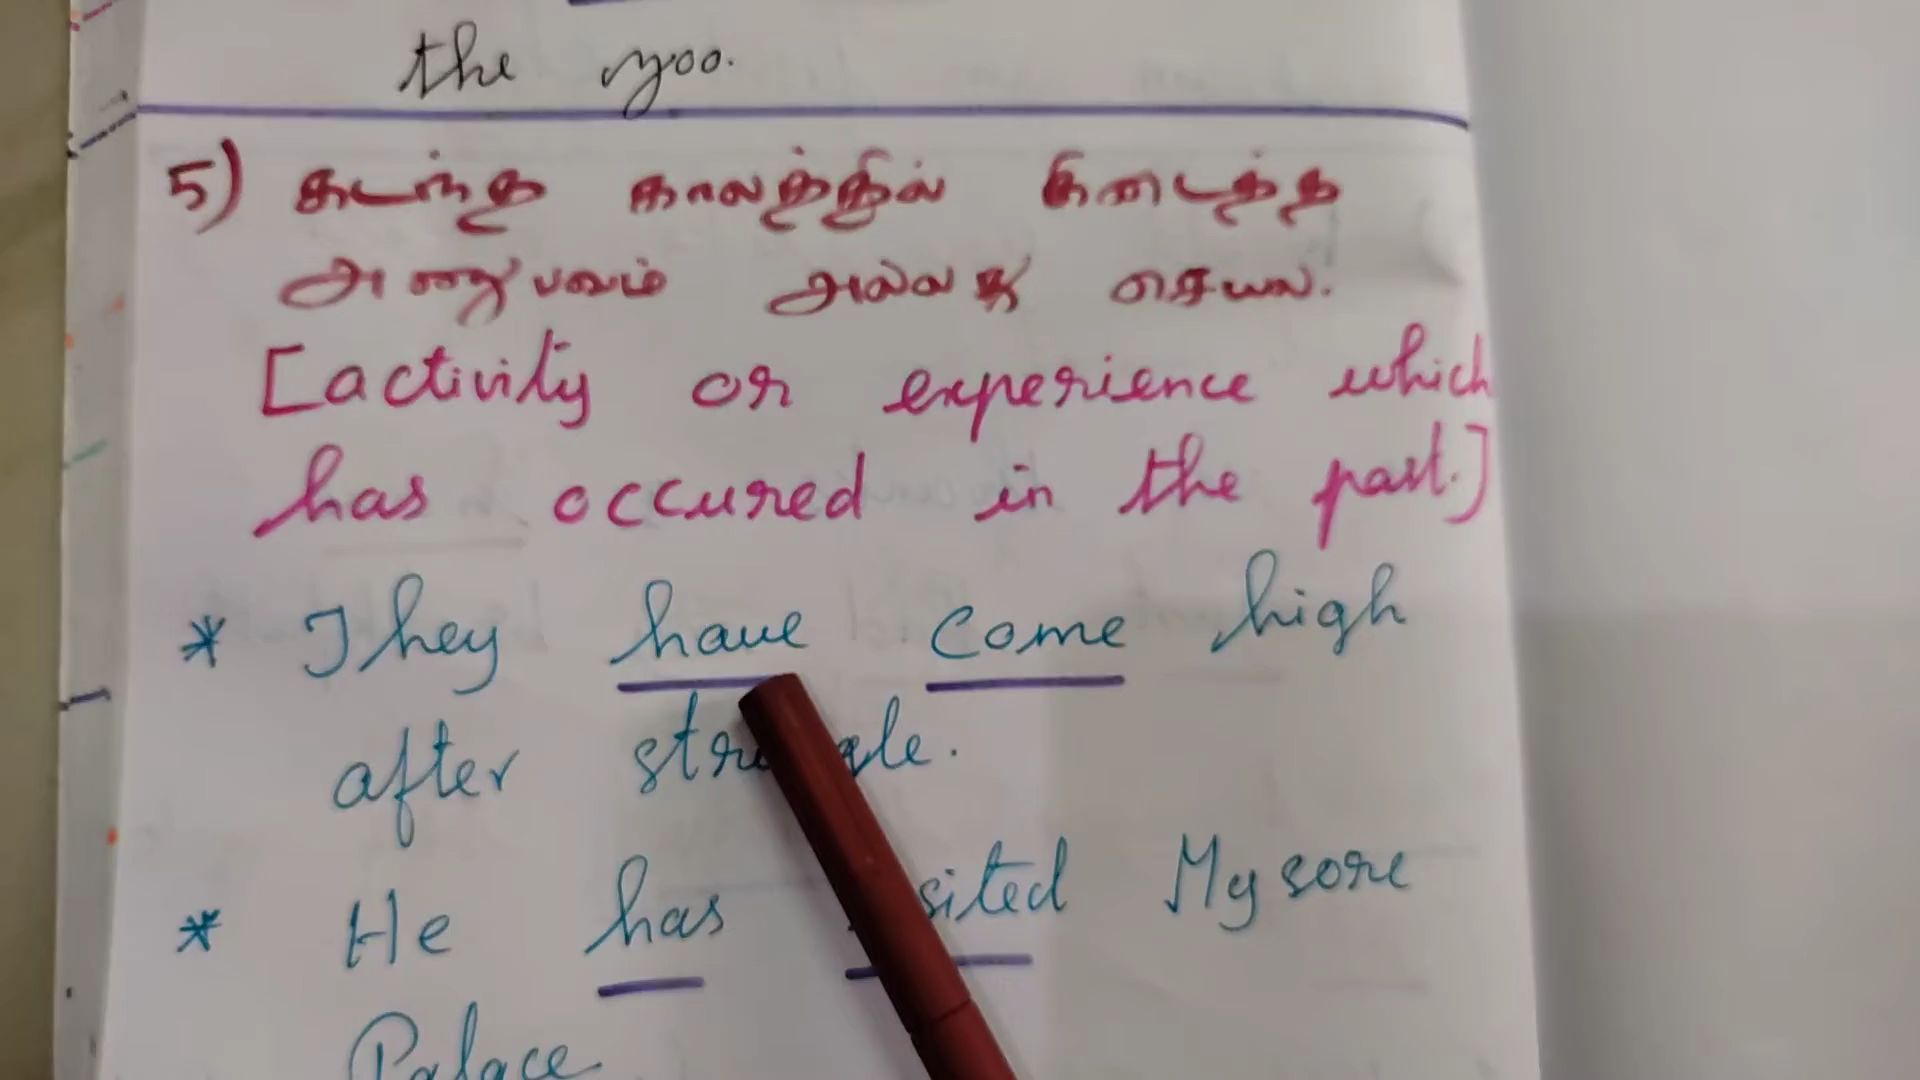 the zoo.
5) கடந்த காலத்தில் கிடைத்த
அனுபவம் அல்லது செயல்.
[activity or experience which
has occured in the past.]
* They have come high
after
* He has Mysore
Palace